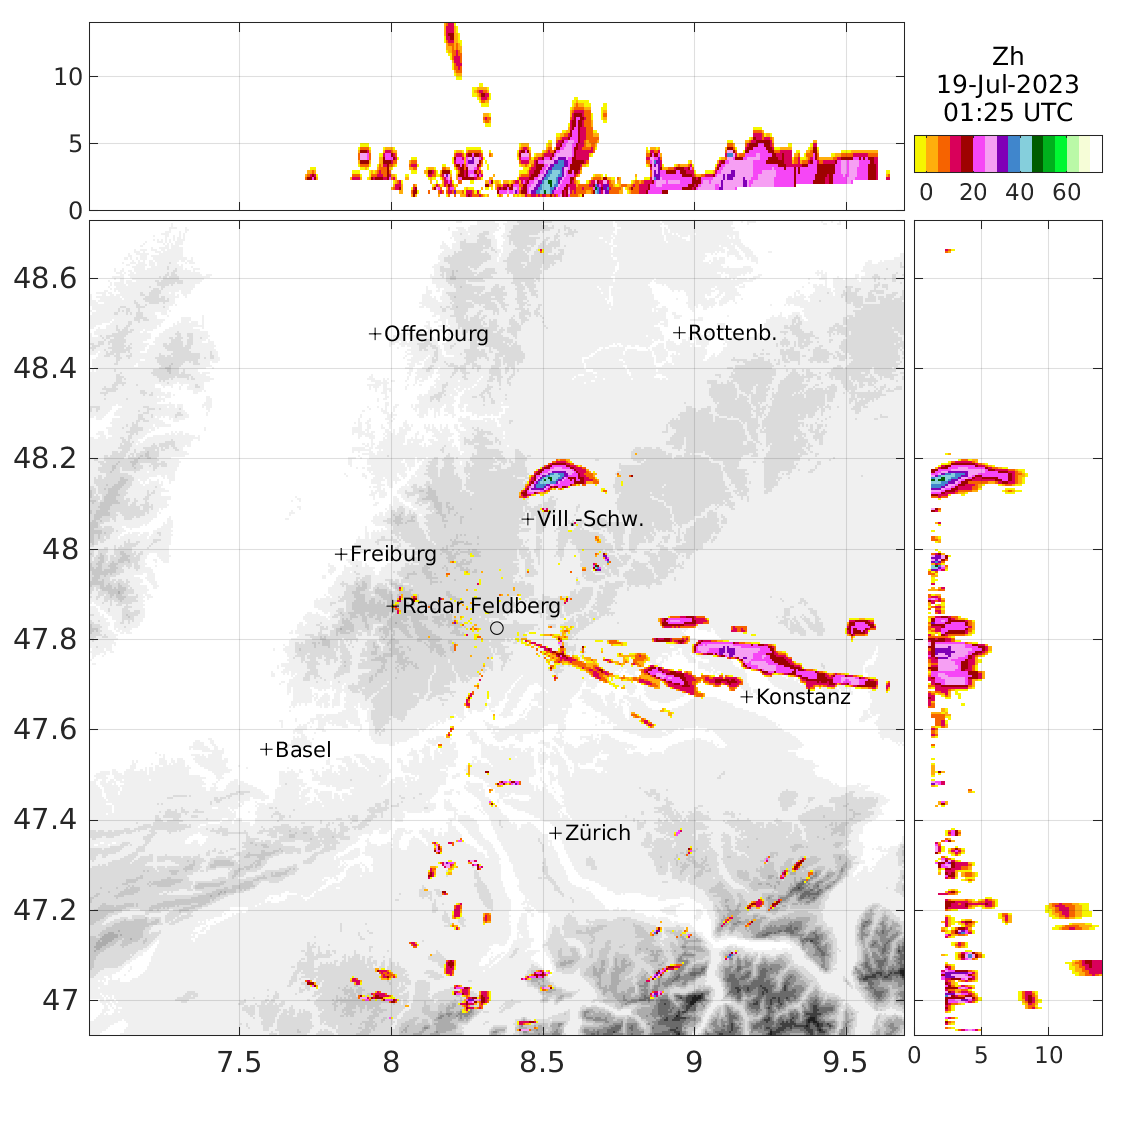 10
5
0
Zh
19-Jul-2023
01:25 UTC
0 20 40 60
48.6
48.4
48.2
48
47.8
47.6
47.4
47.2
47
+Offenburg
+Rottenb.
+Vill.-Schw.
+Freiburg
+Radar Feldberg
+Konstanz
+Basel
+Zürich
7.5 8 8.5 9 9.5
0 5 10